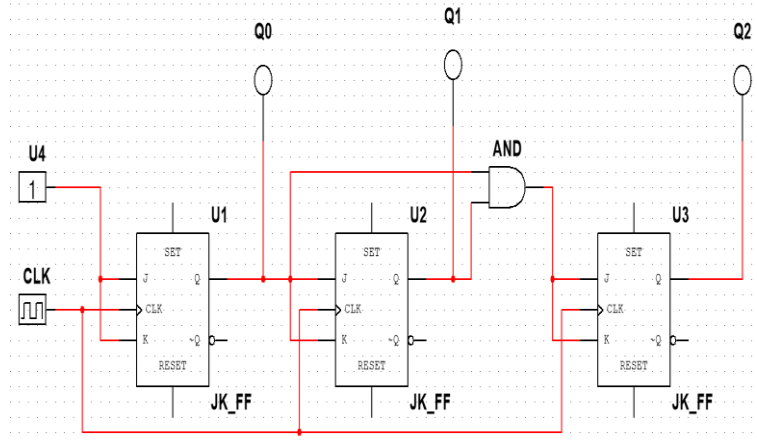 Q0
Q1
Q2
U4
1
AND
U1
U2
U3
SET
SET
SET
CLK
J
Q
J
Q
J
Q
CLK
CLK
CLK
K
~Q
K
~Q
K
~Q
RESET
RESET
RESET
JK_FF
JK_FF
JK_FF